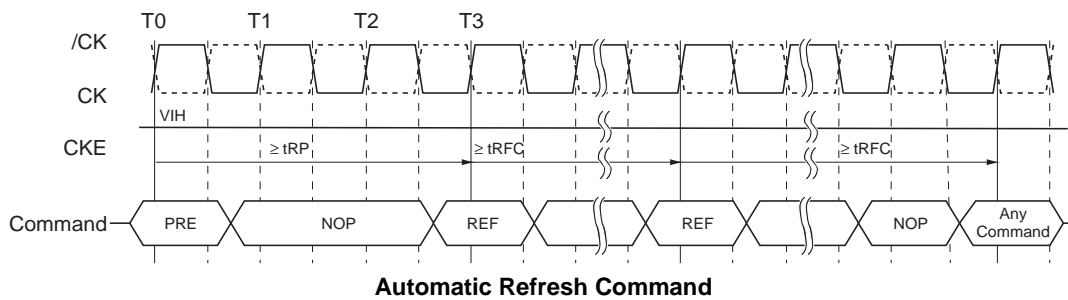 T0 T1 T2 T3
/CK
CK
VIH
CKE
≥ tRP ≥ tRFC ≥ tRFC
Command PRE NOP REF REF NOP Any Command
Automatic Refresh Command